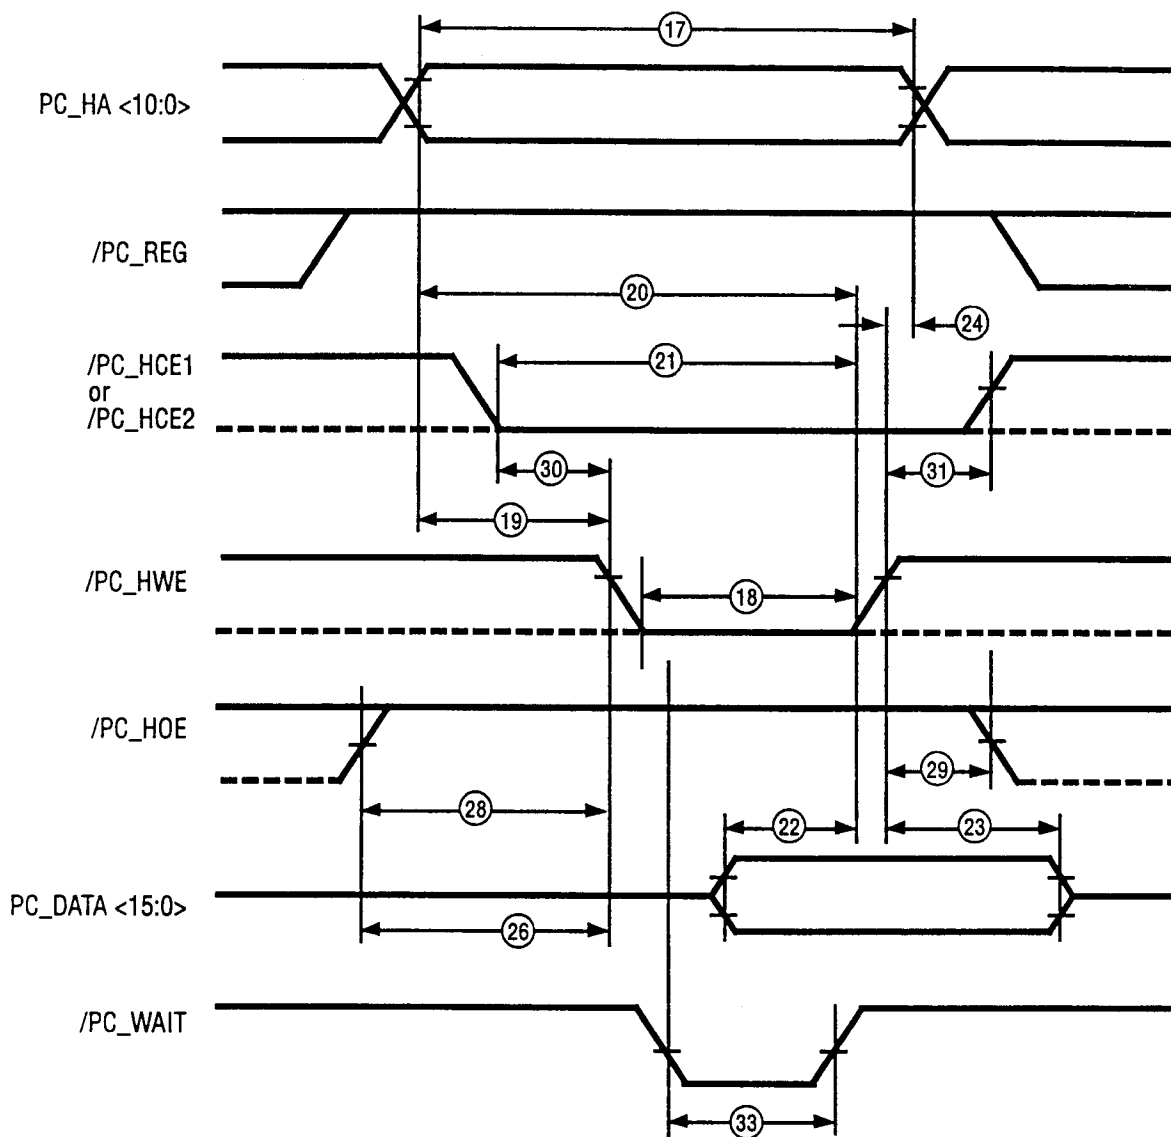 17
PC_HA <10:0>
/PC_REG
20
24
/PC_HCE1
or
/PC_HCE2
21
30
31
19
/PC_HWE
18
/PC_HOE
29
28
22
23
PC_DATA <15:0>
26
/PC_WAIT
33